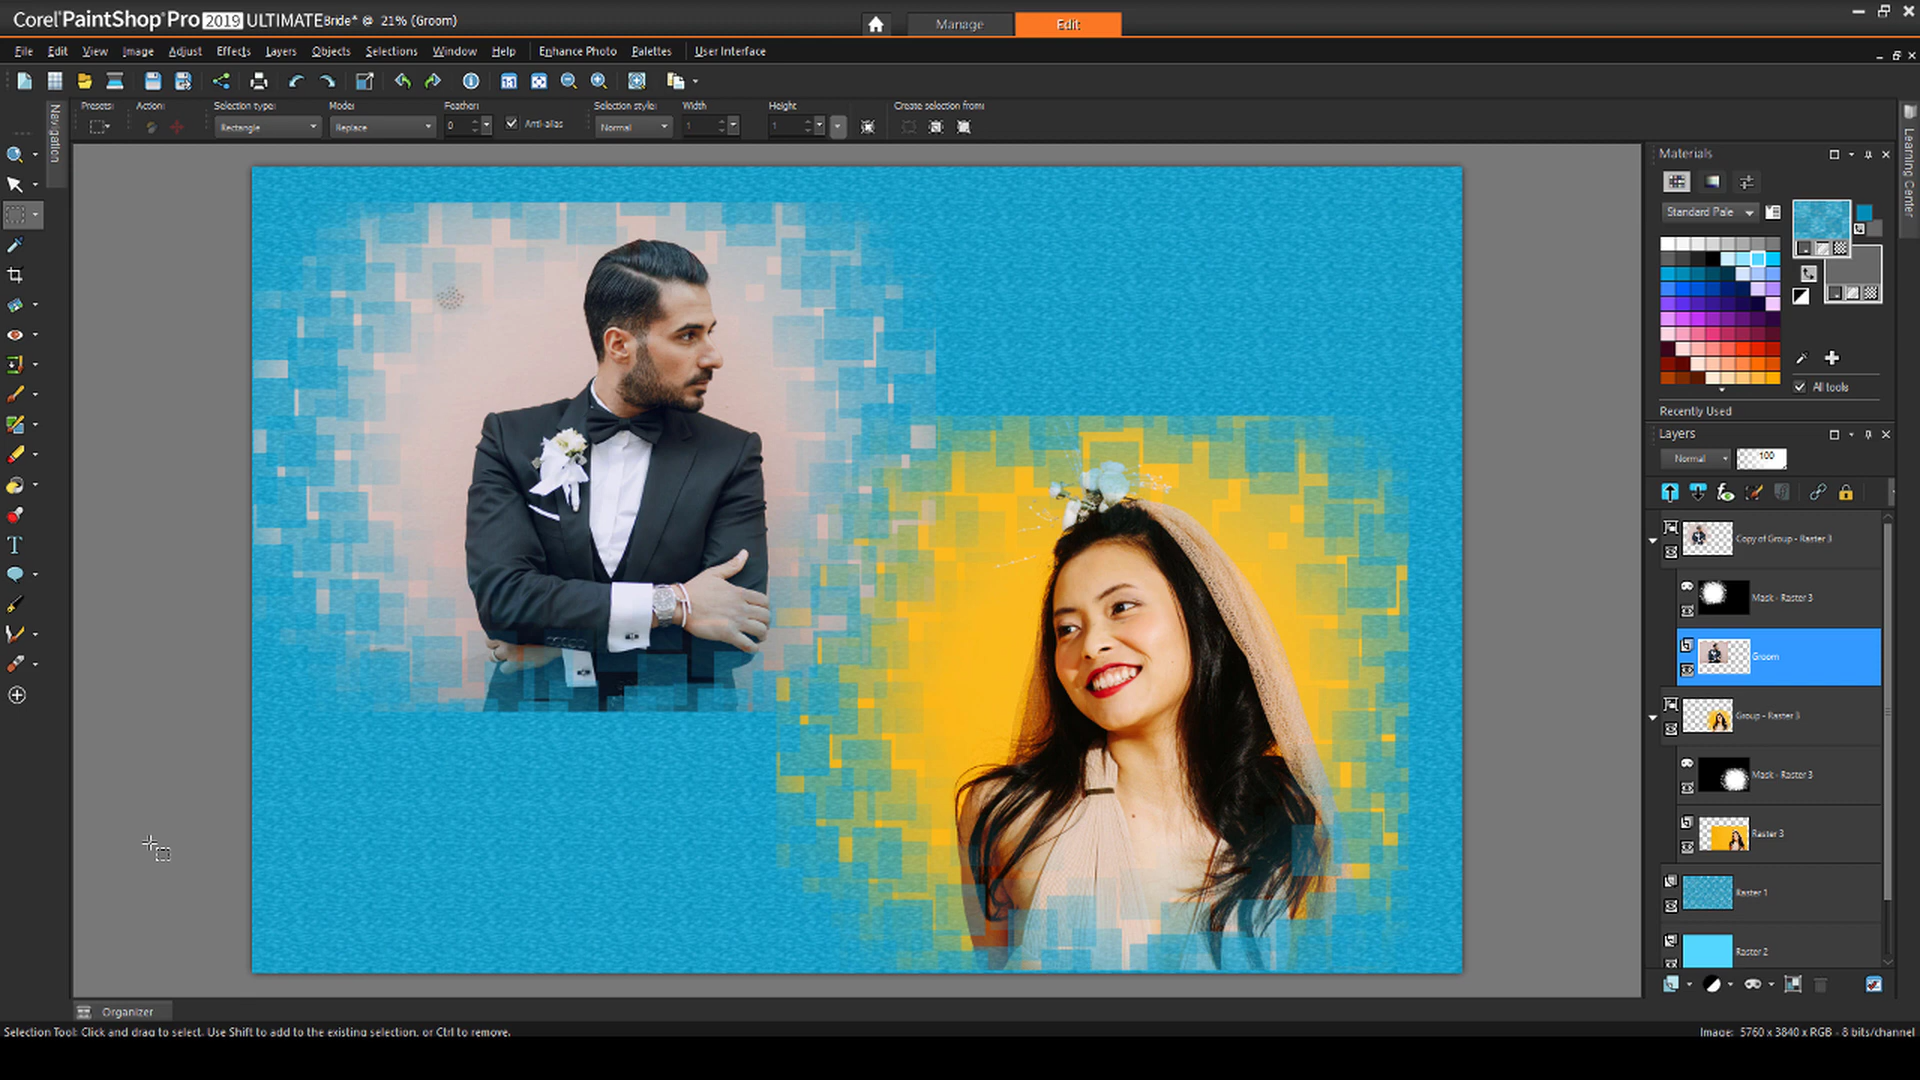 Corel PaintShop Pro 2019 ULTIMATE Bride* @ 21% (Groom)
Manage
Edit
File Edit View Image Adjust Effects Layers Objects Selections Window Help Enhance Photo Palettes User Interface
Presets: Action: Selection type: Mode: Feather: Selection style: Width Height Create selection from:
Rectangle Replace 0 Anti-alias Normal 1 1
Navigation
Learning Center
Materials
Standard Pale
All tools
Recently Used
Layers
Normal 100
Copy of Group - Raster 3
Mask - Raster 3
Groom
Group - Raster 3
Mask - Raster 3
Raster 3
Raster 1
Raster 2
Organizer
Selection Tool: Click and drag to select. Use Shift to add to the existing selection, or Ctrl to remove.
Image: 5760 x 3840 x RGB - 8 bits/channel